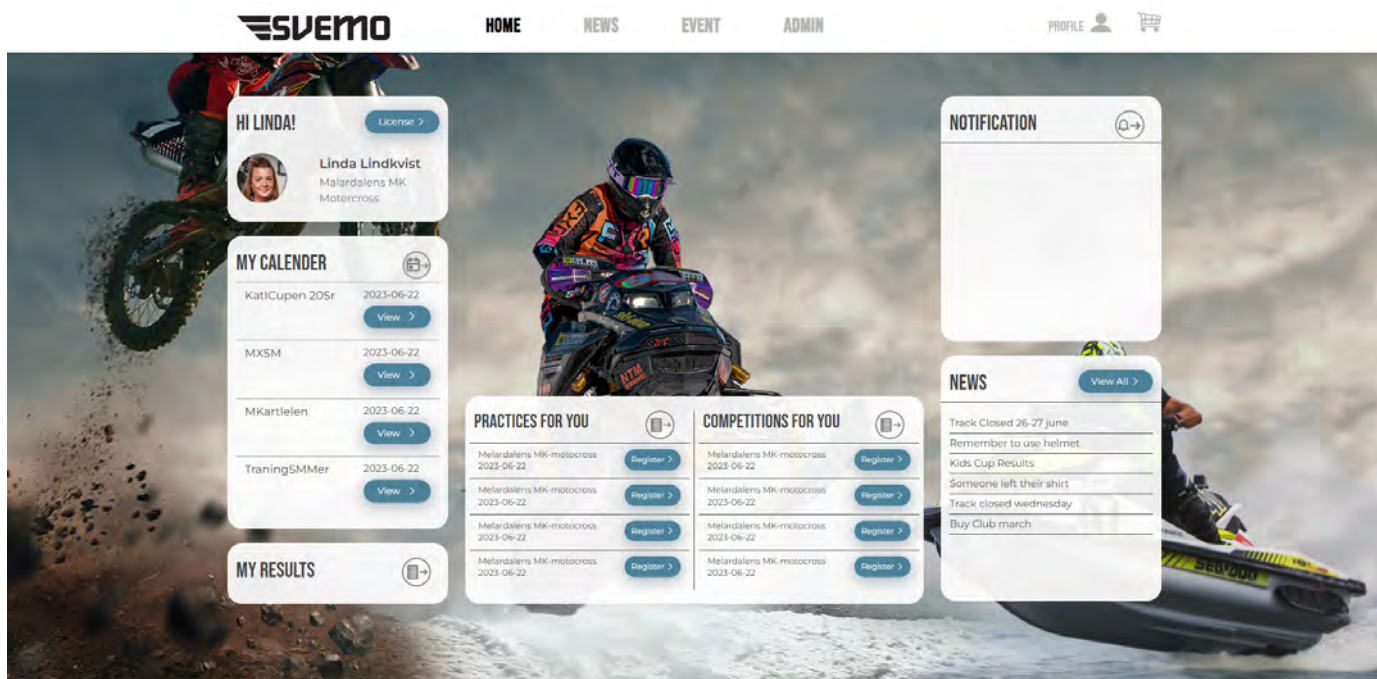 SVEMO
HOME
NEWS
EVENT
ADMIN
PROFILE
HI LINDA!
License >
Linda Lindkvist
Malardalens MK
Motercross
MY CALENDER
KatlCupen 20Sr
2023-06-22
View >
MXSM
2023-06-22
View >
MKartlelen
2023-06-22
View >
TraningSMMer
2023-06-22
View >
MY RESULTS
PRACTICES FOR YOU
Melardalens MK-motocross
2023-06-22
Register >
Melardalens MK-motocross
2023-06-22
Register >
Melardalens MK-motocross
2023-06-22
Register >
Melardalens MK-motocross
2023-06-22
Register >
COMPETITIONS FOR YOU
Melardalens MK-motocross
2023-06-22
Register >
Melardalens MK-motocross
2023-06-22
Register >
Melardalens MK-motocross
2023-06-22
Register >
Melardalens MK-motocross
2023-06-22
Register >
NOTIFICATION
NEWS
View All >
Track Closed 26-27 june
Remember to use helmet
Kids Cup Results
Someone left their shirt
Track closed wednesday
Buy Club march
NTM